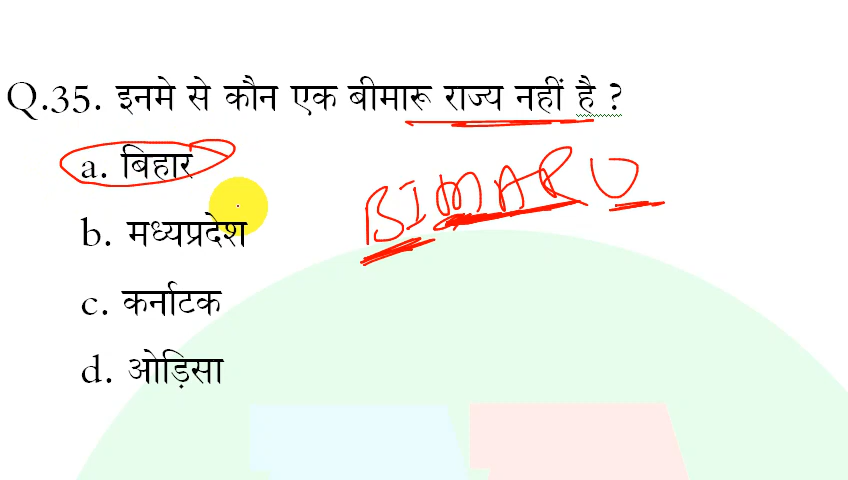 Q.35. इनमे से कौन एक बीमारू राज्य नहीं है ?
a. बिहार
BIMARU
b. मध्यप्रदेश
c. कर्नाटक
d. ओड़िसा